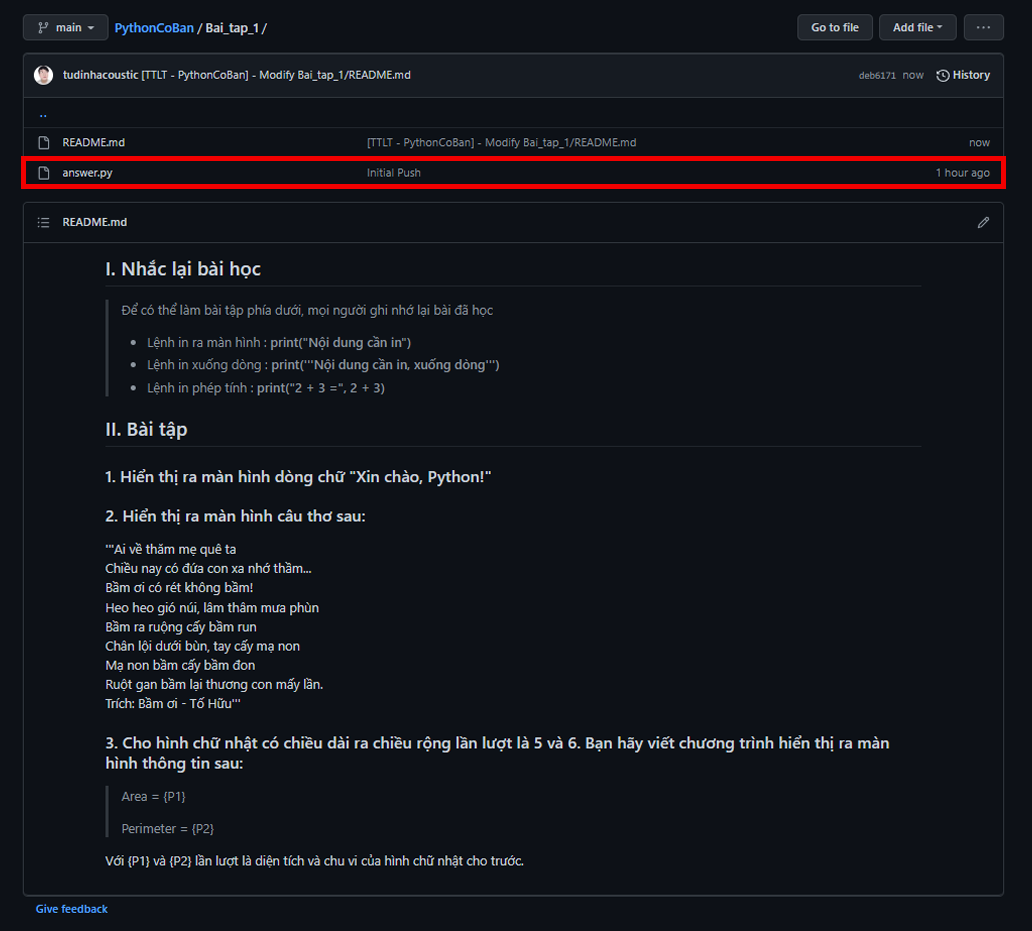 main
PythonCoBan / Bai_tap_1 /
Go to file
Add file
...
tudinhacoustic [TTLT - PythonCoBan] - Modify Bai_tap_1/README.md
deb6171 now
History
..
README.md [TTLT - PythonCoBan] - Modify Bai_tap_1/README.md now
answer.py Initial Push 1 hour ago
README.md
I. Nhắc lại bài học
Để có thể làm bài tập phía dưới, mọi người ghi nhớ lại bài đã học
• Lệnh in ra màn hình : print("Nội dung cần in")
• Lệnh in xuống dòng : print('''Nội dung cần in, xuống dòng''')
• Lệnh in phép tính : print("2 + 3 =", 2 + 3)
II. Bài tập
1. Hiển thị ra màn hình dòng chữ "Xin chào, Python!"
2. Hiển thị ra màn hình câu thơ sau:
'''Ai về thăm mẹ quê ta
Chiều nay có đứa con xa nhớ thầm...
Bầm ơi có rét không bầm!
Heo heo gió núi, lâm thâm mưa phùn
Bầm ra ruộng cấy bầm run
Chân lội dưới bùn, tay cấy mạ non
Mạ non bầm cấy bầm đon
Ruột gan bầm lại thương con mấy lần.
Trích: Bầm ơi - Tố Hữu'''
3. Cho hình chữ nhật có chiều dài ra chiều rộng lần lượt là 5 và 6. Bạn hãy viết chương trình hiển thị ra màn
hình thông tin sau:
Area = {P1}
Perimeter = {P2}
Với {P1} và {P2} lần lượt là diện tích và chu vi của hình chữ nhật cho trước.
Give feedback